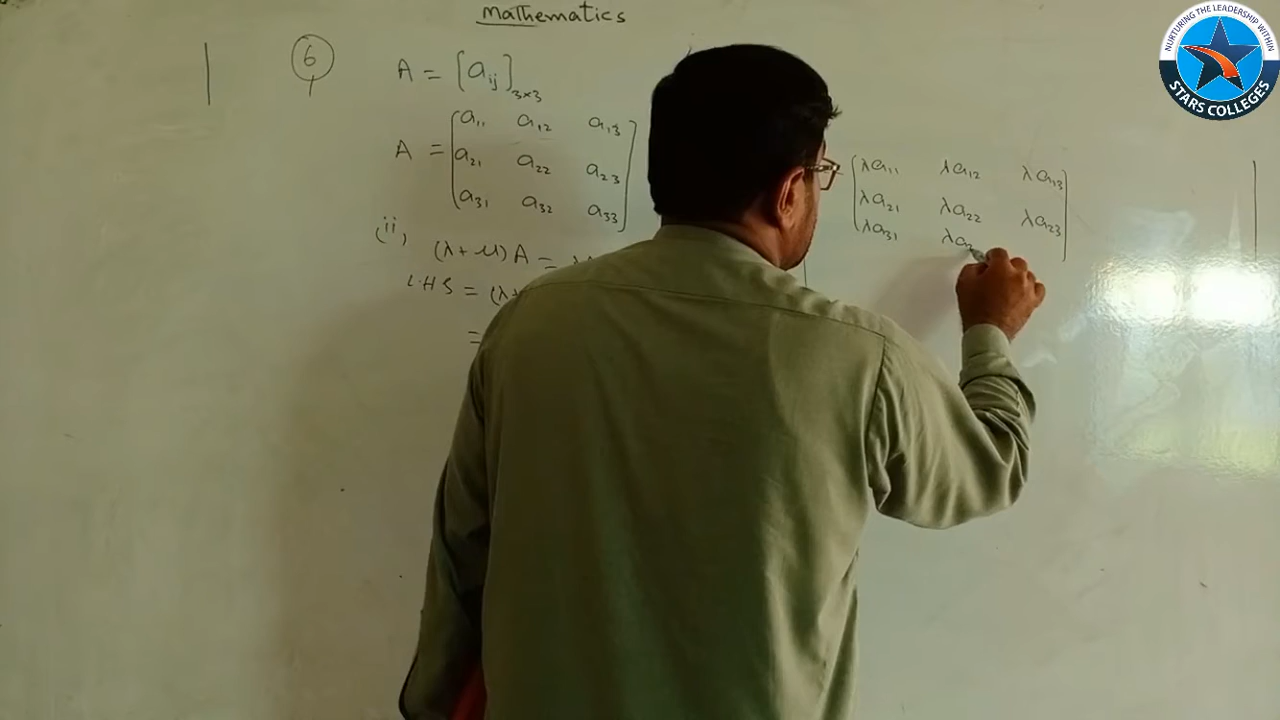 Mathematics
6
A = [aij]3×3
A = [a11 a12 a13
a21 a22 a23
a31 a32 a33]
(ii) (λ+μ)A =
L.H.S = (λ+
=
[λa11 λa12 λa13
λa21 λa22 λa23
λa31 λa3
NURTURING THE LEADERSHIP WITHIN
STARS COLLEGES